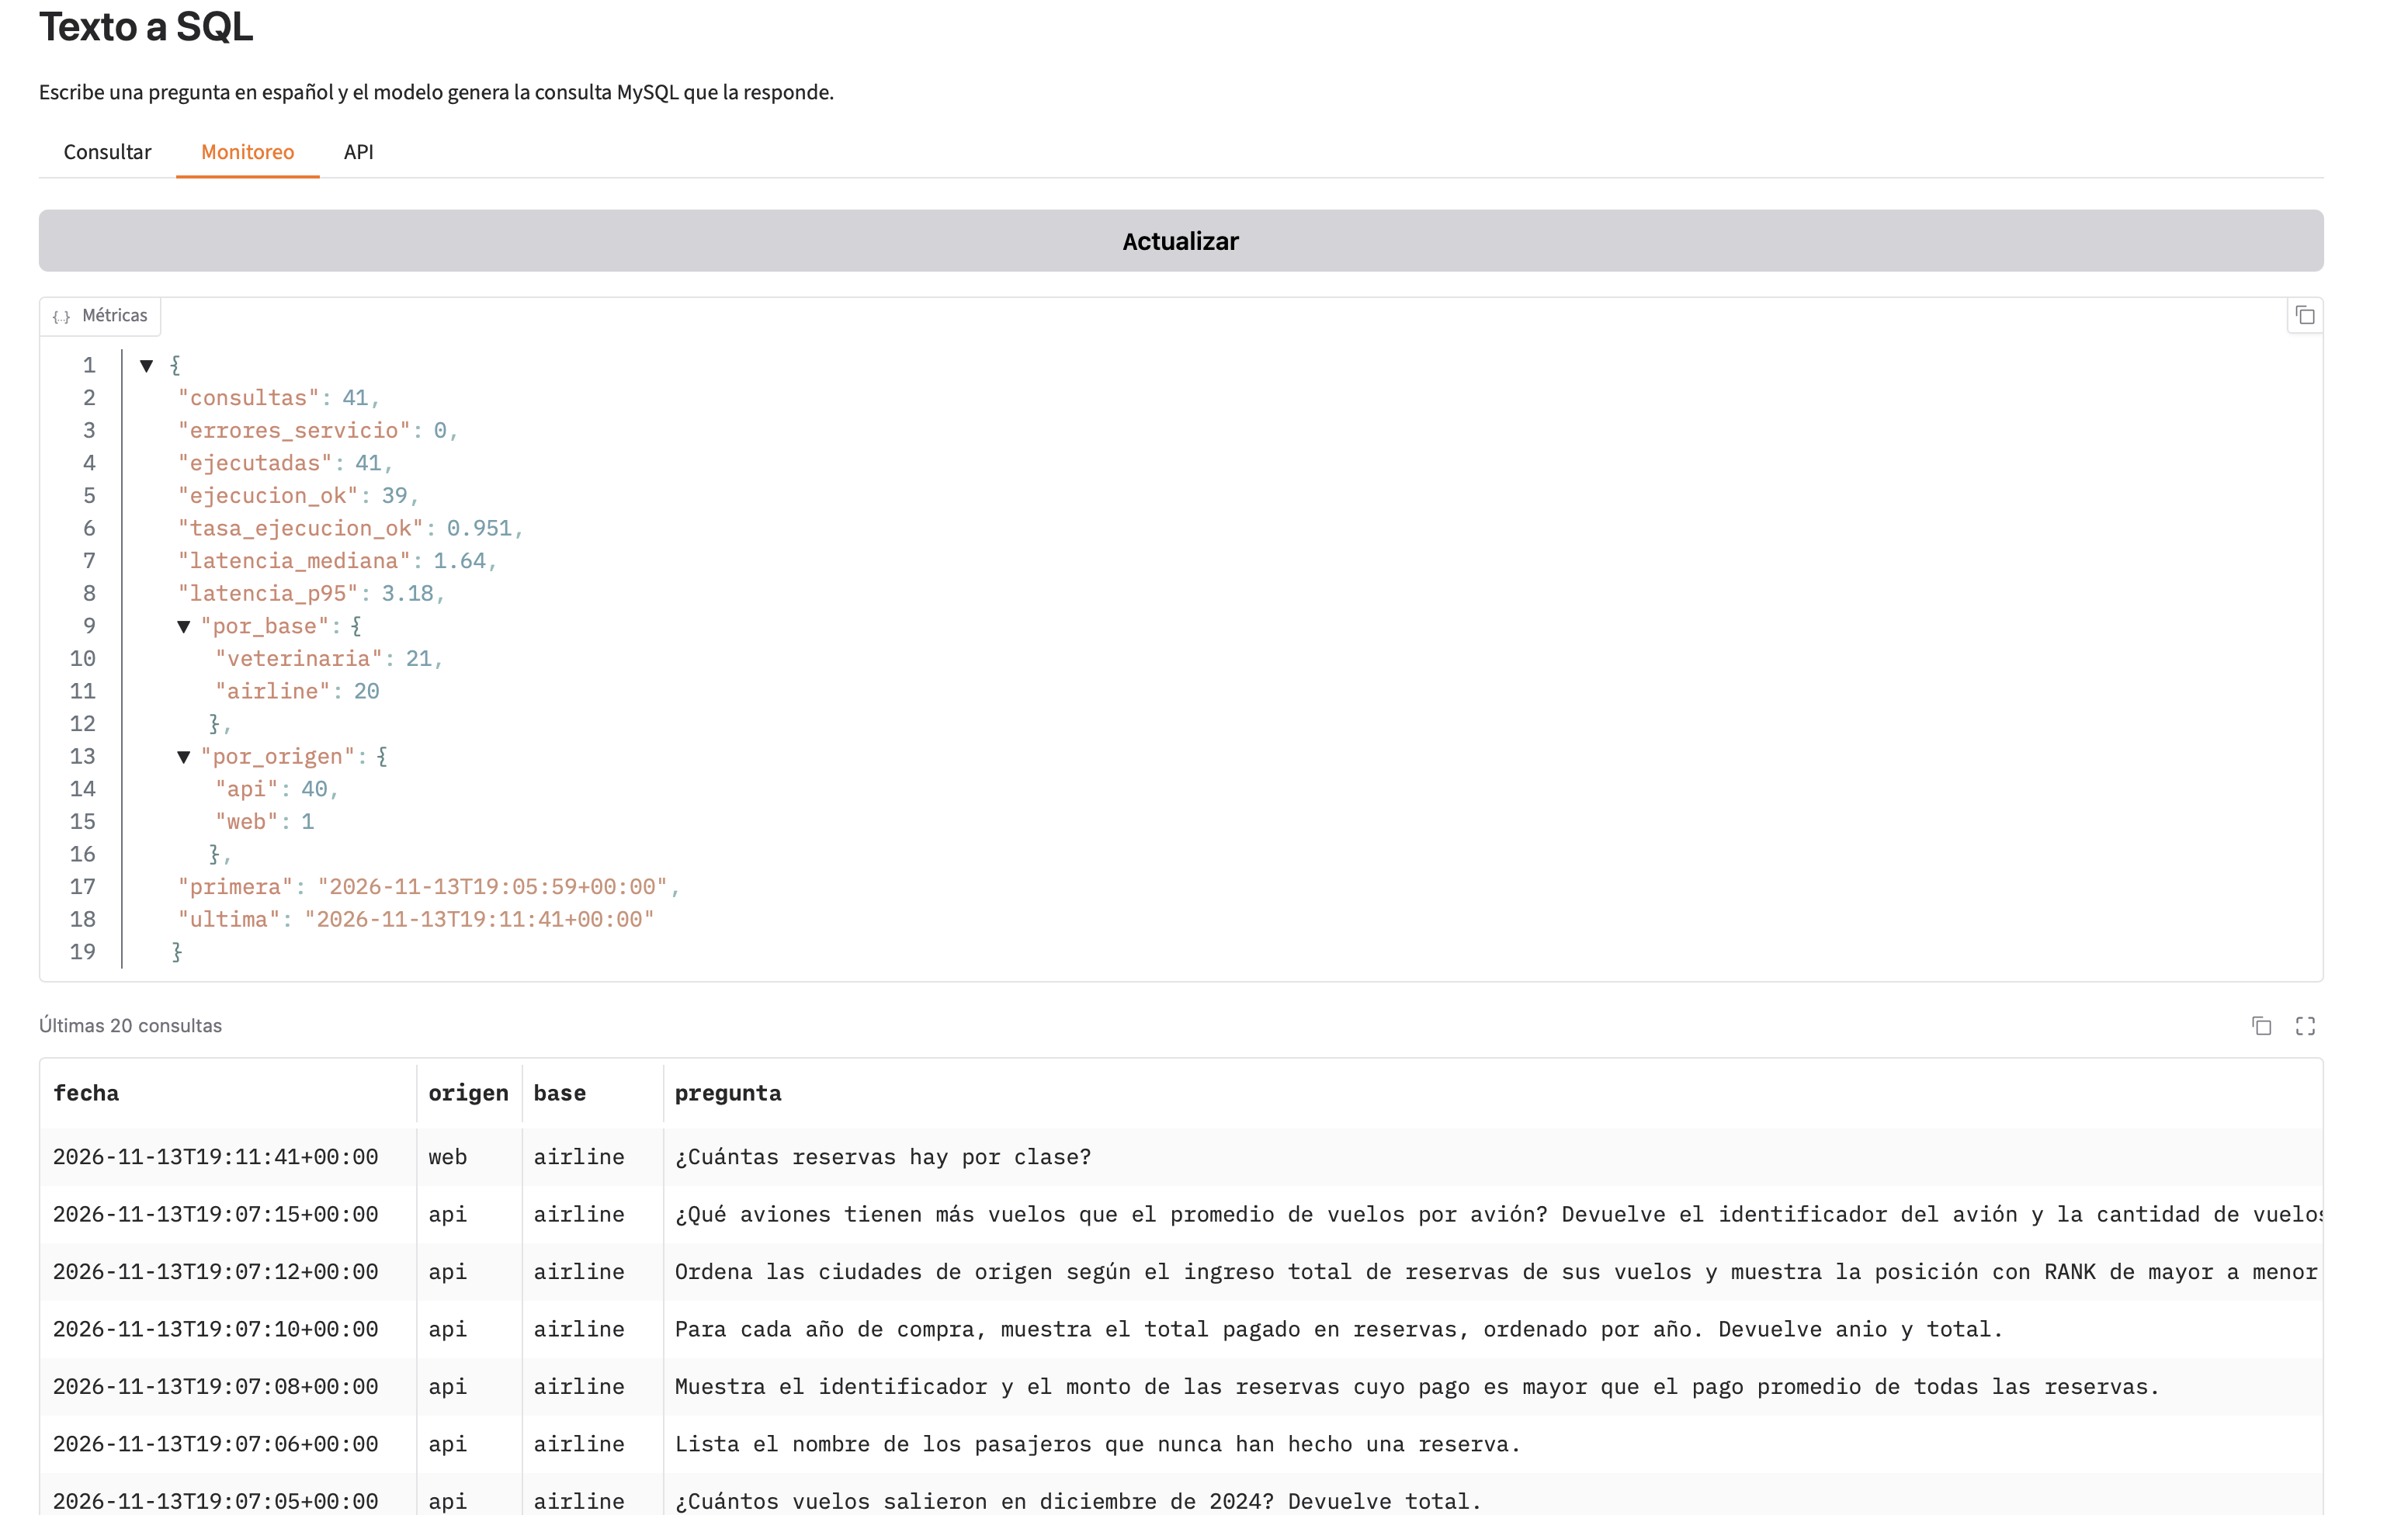 Texto a SQL
Escribe una pregunta en español y el modelo genera la consulta MySQL que la responde.
Consultar Monitoreo API
Actualizar
{..} Métricas
1 ▼ {
2 "consultas": 41,
3 "errores_servicio": 0,
4 "ejecutadas": 41,
5 "ejecucion_ok": 39,
6 "tasa_ejecucion_ok": 0.951,
7 "latencia_mediana": 1.64,
8 "latencia_p95": 3.18,
9 ▼ "por_base": {
10 "veterinaria": 21,
11 "airline": 20
12 },
13 ▼ "por_origen": {
14 "api": 40,
15 "web": 1
16 },
17 "primera": "2026-11-13T19:05:59+00:00",
18 "ultima": "2026-11-13T19:11:41+00:00"
19 }
Últimas 20 consultas
fecha origen base pregunta
2026-11-13T19:11:41+00:00 web airline ¿Cuántas reservas hay por clase?
2026-11-13T19:07:15+00:00 api airline ¿Qué aviones tienen más vuelos que el promedio de vuelos por avión? Devuelve el identificador del avión y la cantidad de vuelos
2026-11-13T19:07:12+00:00 api airline Ordena las ciudades de origen según el ingreso total de reservas de sus vuelos y muestra la posición con RANK de mayor a menor
2026-11-13T19:07:10+00:00 api airline Para cada año de compra, muestra el total pagado en reservas, ordenado por año. Devuelve anio y total.
2026-11-13T19:07:08+00:00 api airline Muestra el identificador y el monto de las reservas cuyo pago es mayor que el pago promedio de todas las reservas.
2026-11-13T19:07:06+00:00 api airline Lista el nombre de los pasajeros que nunca han hecho una reserva.
2026-11-13T19:07:05+00:00 api airline ¿Cuántos vuelos salieron en diciembre de 2024? Devuelve total.